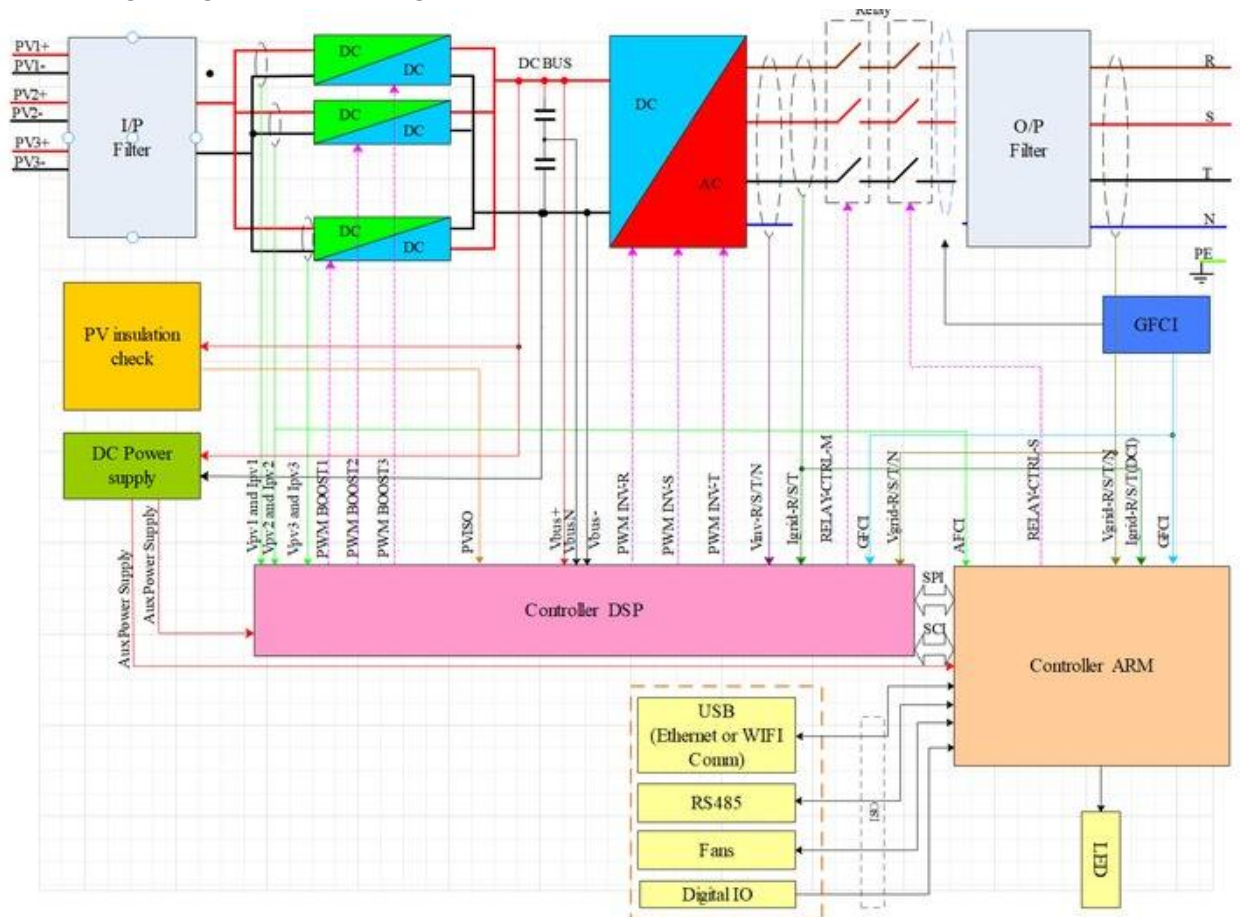 Relay
PV1+
PV1-
PV2+
PV2-
PV3+
PV3-
I/P
Filter
DC
DC
DC
DC
DC
DC
DC BUS
DC
AC
O/P
Filter
R
S
T
N
PE
PV insulation
check
GFCI
DC Power
supply
Vpv1 and Ipv1
Vpv2 and Ipv2
Vpv3 and Ipv3
PWM BOOST1
PWM BOOST2
PWM BOOST3
PVISO
Vbus+
VbusN
Vbus-
PWM INV-R
PWM INV-S
PWM INV-T
Vinv-R/S/T/N
Igrid-R/S/T
RELAY-CTRL-M
GFCI
Vgrid-R/S/T/N
AFCI
RELAY-CTRL-S
Vgrid-R/S/T/N
Igrid-R/S/T(DCI)
GFCI
Aux Power Supply
Aux Power Supply
Controller DSP
SPI
SCI
Controller ARM
USB
(Ethernet or WIFI
Comm)
RS485
Fans
Digital IO
LED